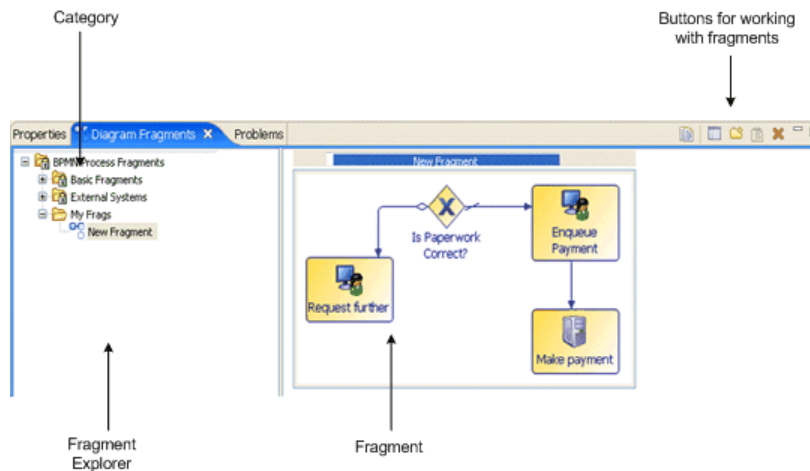 Category
Buttons for working
with fragments
Properties
Diagram Fragments
Problems
BPMN Process Fragments
Basic Fragments
External Systems
My Frags
New Fragment
New Fragment
X
Is Paperwork
Correct?
Enqueue
Payment
Request further
Make payment
Fragment
Explorer
Fragment